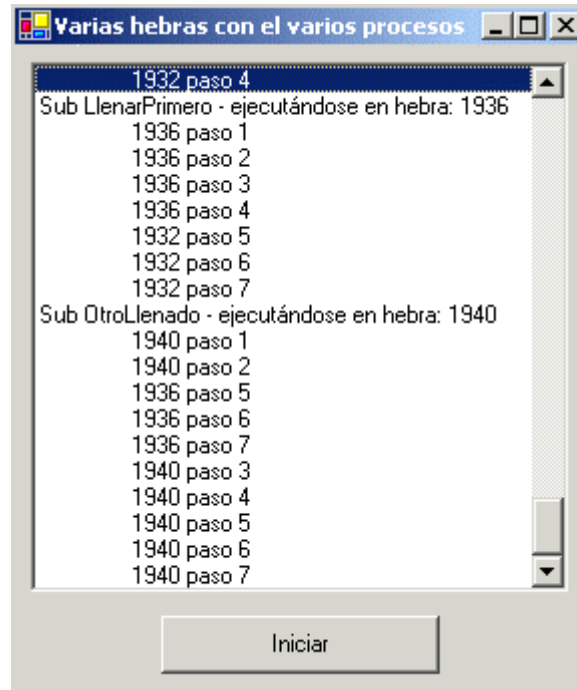 Varias hebras con el varios procesos
1932 paso 4
Sub LlenarPrimero - ejecutándose en hebra: 1936
1936 paso 1
1936 paso 2
1936 paso 3
1936 paso 4
1932 paso 5
1932 paso 6
1932 paso 7
Sub OtroLlenado - ejecutándose en hebra: 1940
1940 paso 1
1940 paso 2
1936 paso 5
1936 paso 6
1936 paso 7
1940 paso 3
1940 paso 4
1940 paso 5
1940 paso 6
1940 paso 7
Iniciar